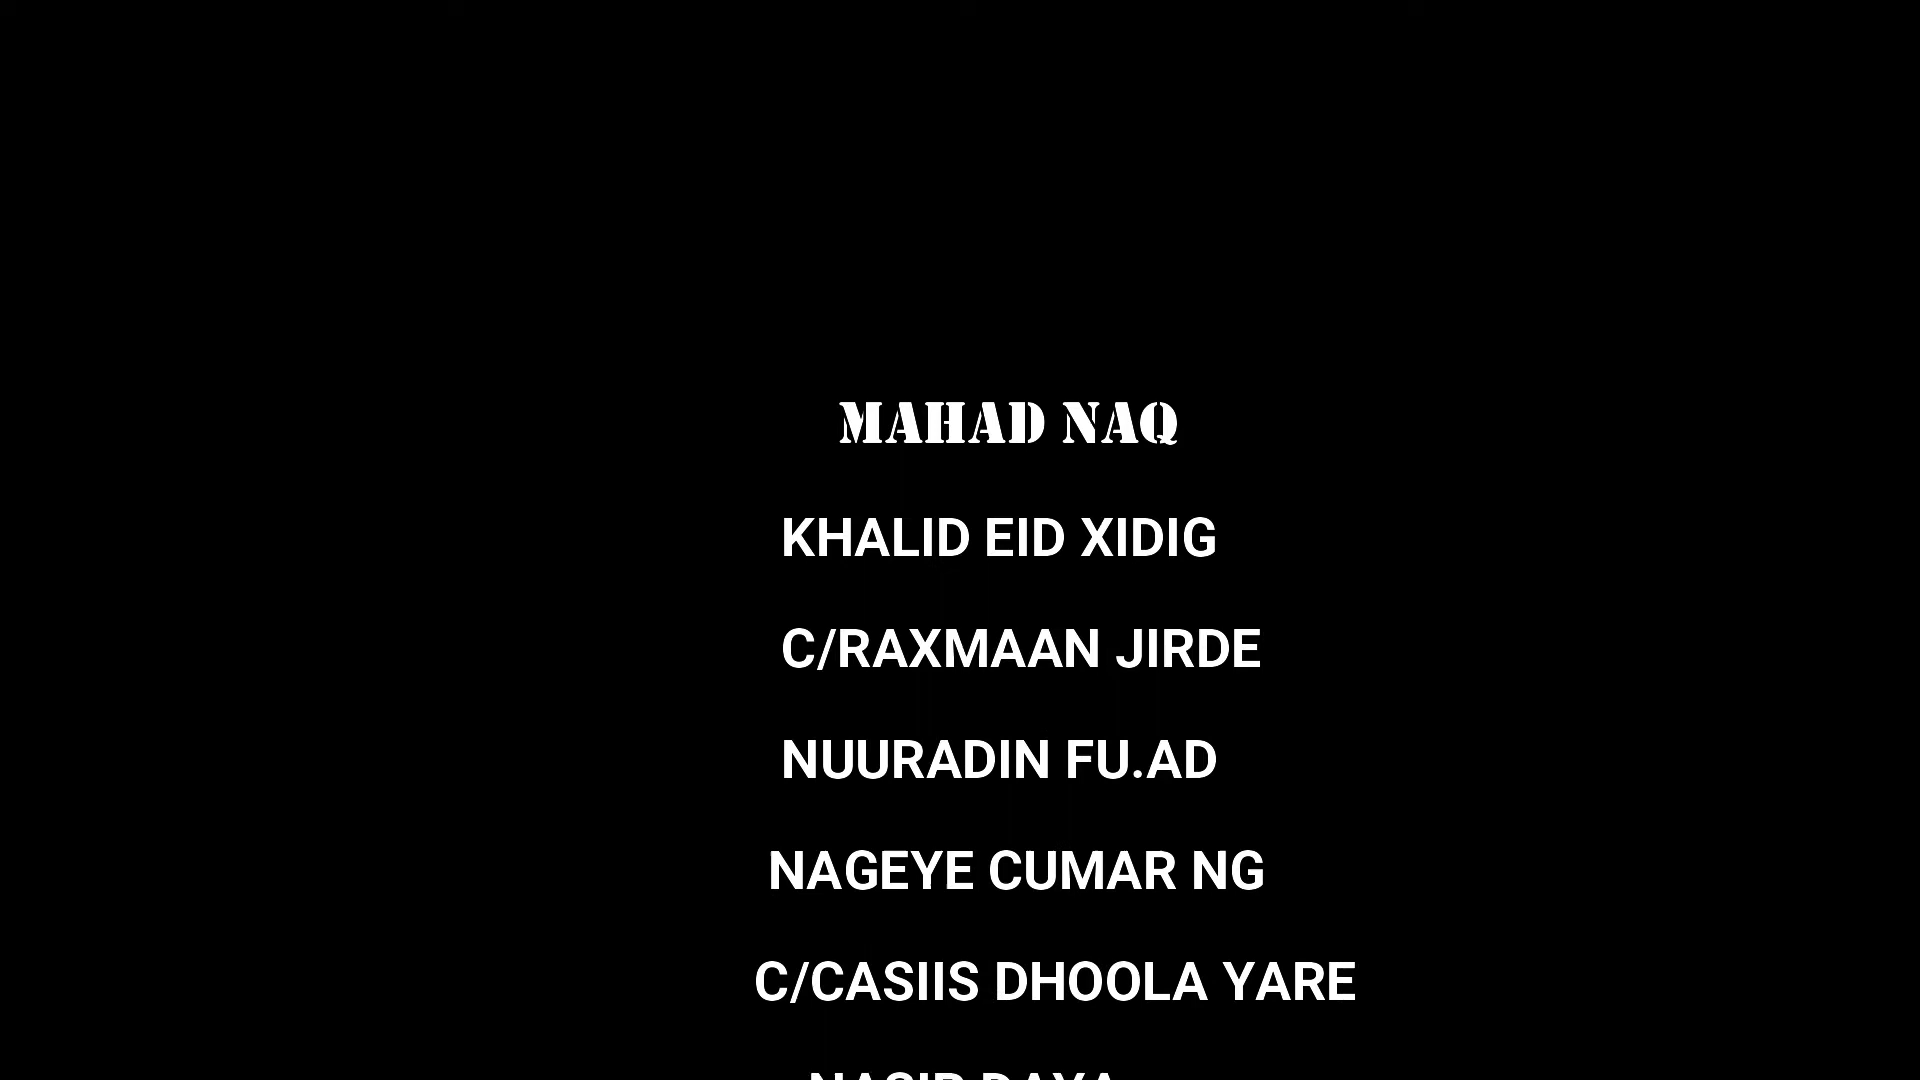 MAHAD NAQ
KHALID EID XIDIG
C/RAXMAAN JIRDE
NUURADIN FU.AD
NAGEYE CUMAR NG
C/CASIIS DHOOLA YARE